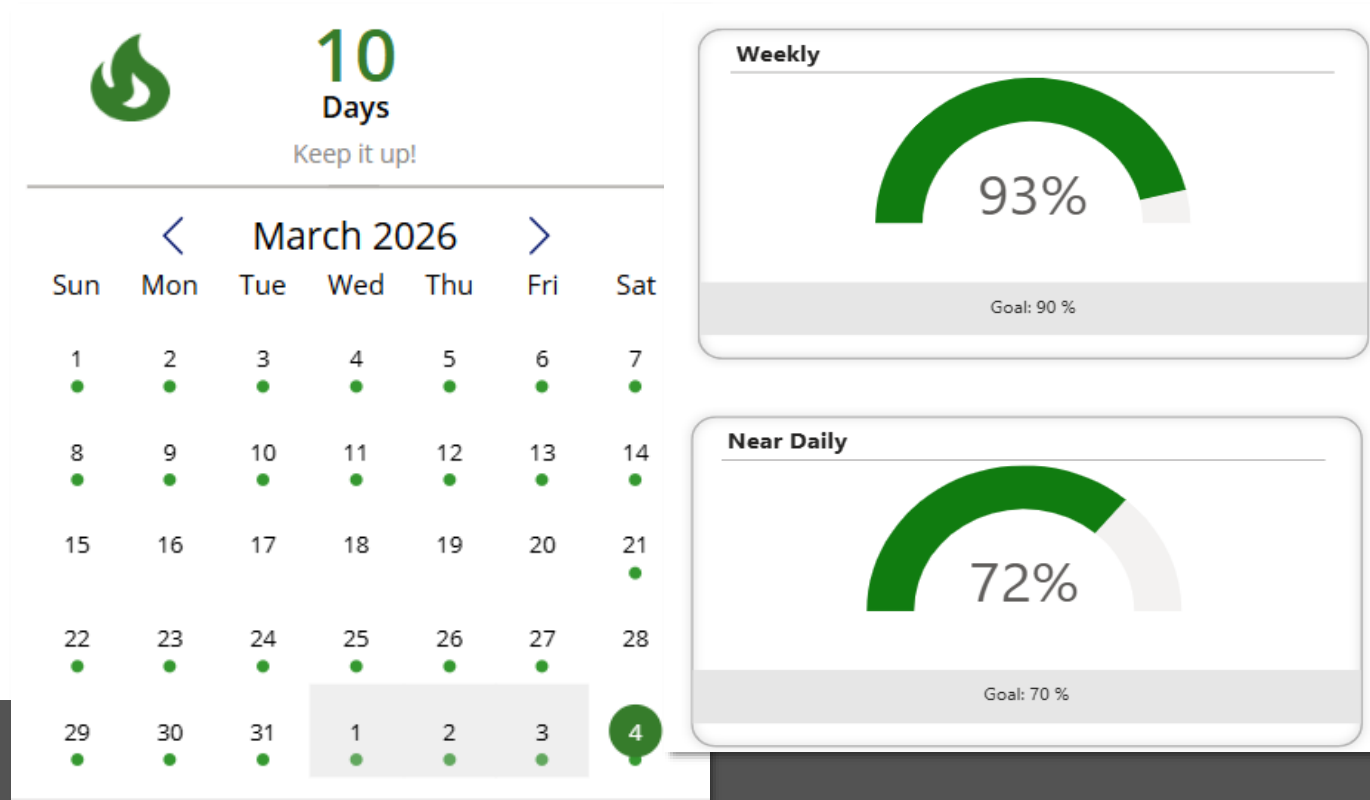 10
Days
Keep it up!
March 2026
Sun Mon Tue Wed Thu Fri Sat
1 2 3 4 5 6 7
8 9 10 11 12 13 14
15 16 17 18 19 20 21
22 23 24 25 26 27 28
29 30 31 1 2 3 4
Weekly
93%
Goal: 90 %
Near Daily
72%
Goal: 70 %